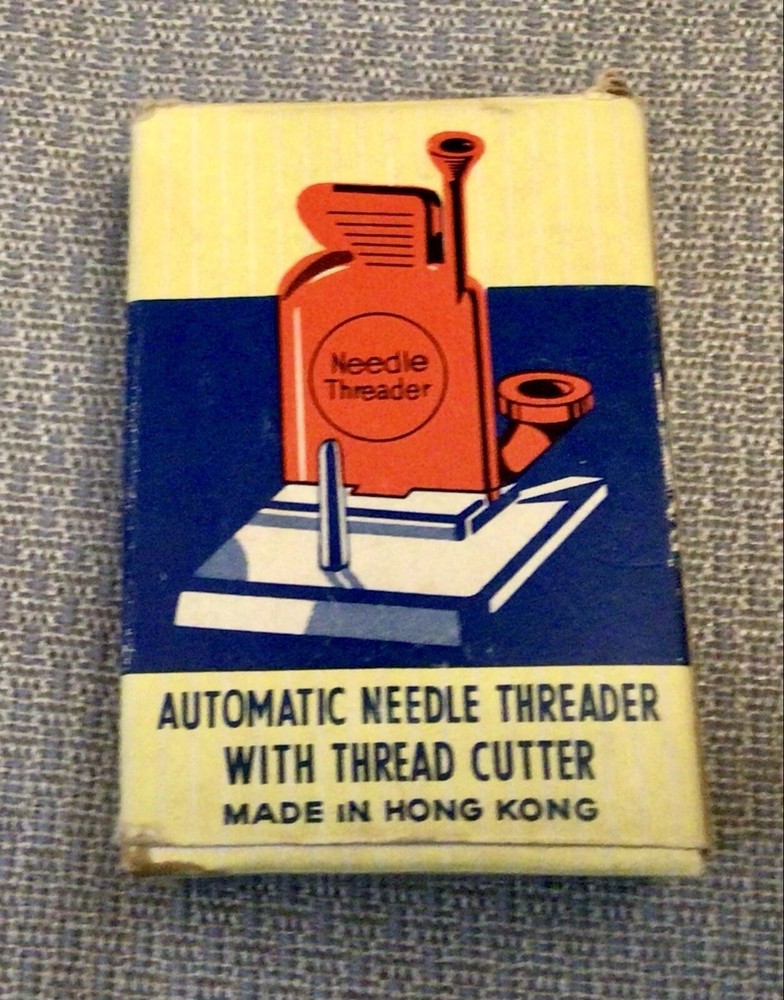 Needle
Threader
AUTOMATIC NEEDLE THREADER
WITH THREAD CUTTER
MADE IN HONG KONG